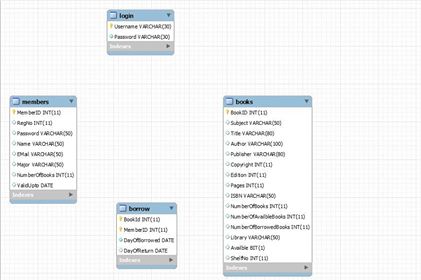 login
Username VARCHAR(30)
Password VARCHAR(30)
Indexes
members
MemberID INT(11)
RegNo INT(11)
Password VARCHAR(50)
Name VARCHAR(50)
EMail VARCHAR(50)
Major VARCHAR(50)
NumberOfBooks INT(11)
ValidUpto DATE
Indexes
borrow
BookId INT(11)
MemberID INT(11)
DayOfBorrowed DATE
DayOfReturn DATE
Indexes
books
BookID INT(11)
Subject VARCHAR(50)
Title VARCHAR(80)
Author VARCHAR(100)
Publisher VARCHAR(80)
Copyright INT(11)
Edition INT(11)
Pages INT(11)
ISBN VARCHAR(50)
NumberOfBooks INT(11)
NumberOfAvailbleBooks INT(11)
NumberOfBorrowedBooks INT(11)
Library VARCHAR(50)
Availble BIT(1)
ShelfNo INT(11)
Indexes